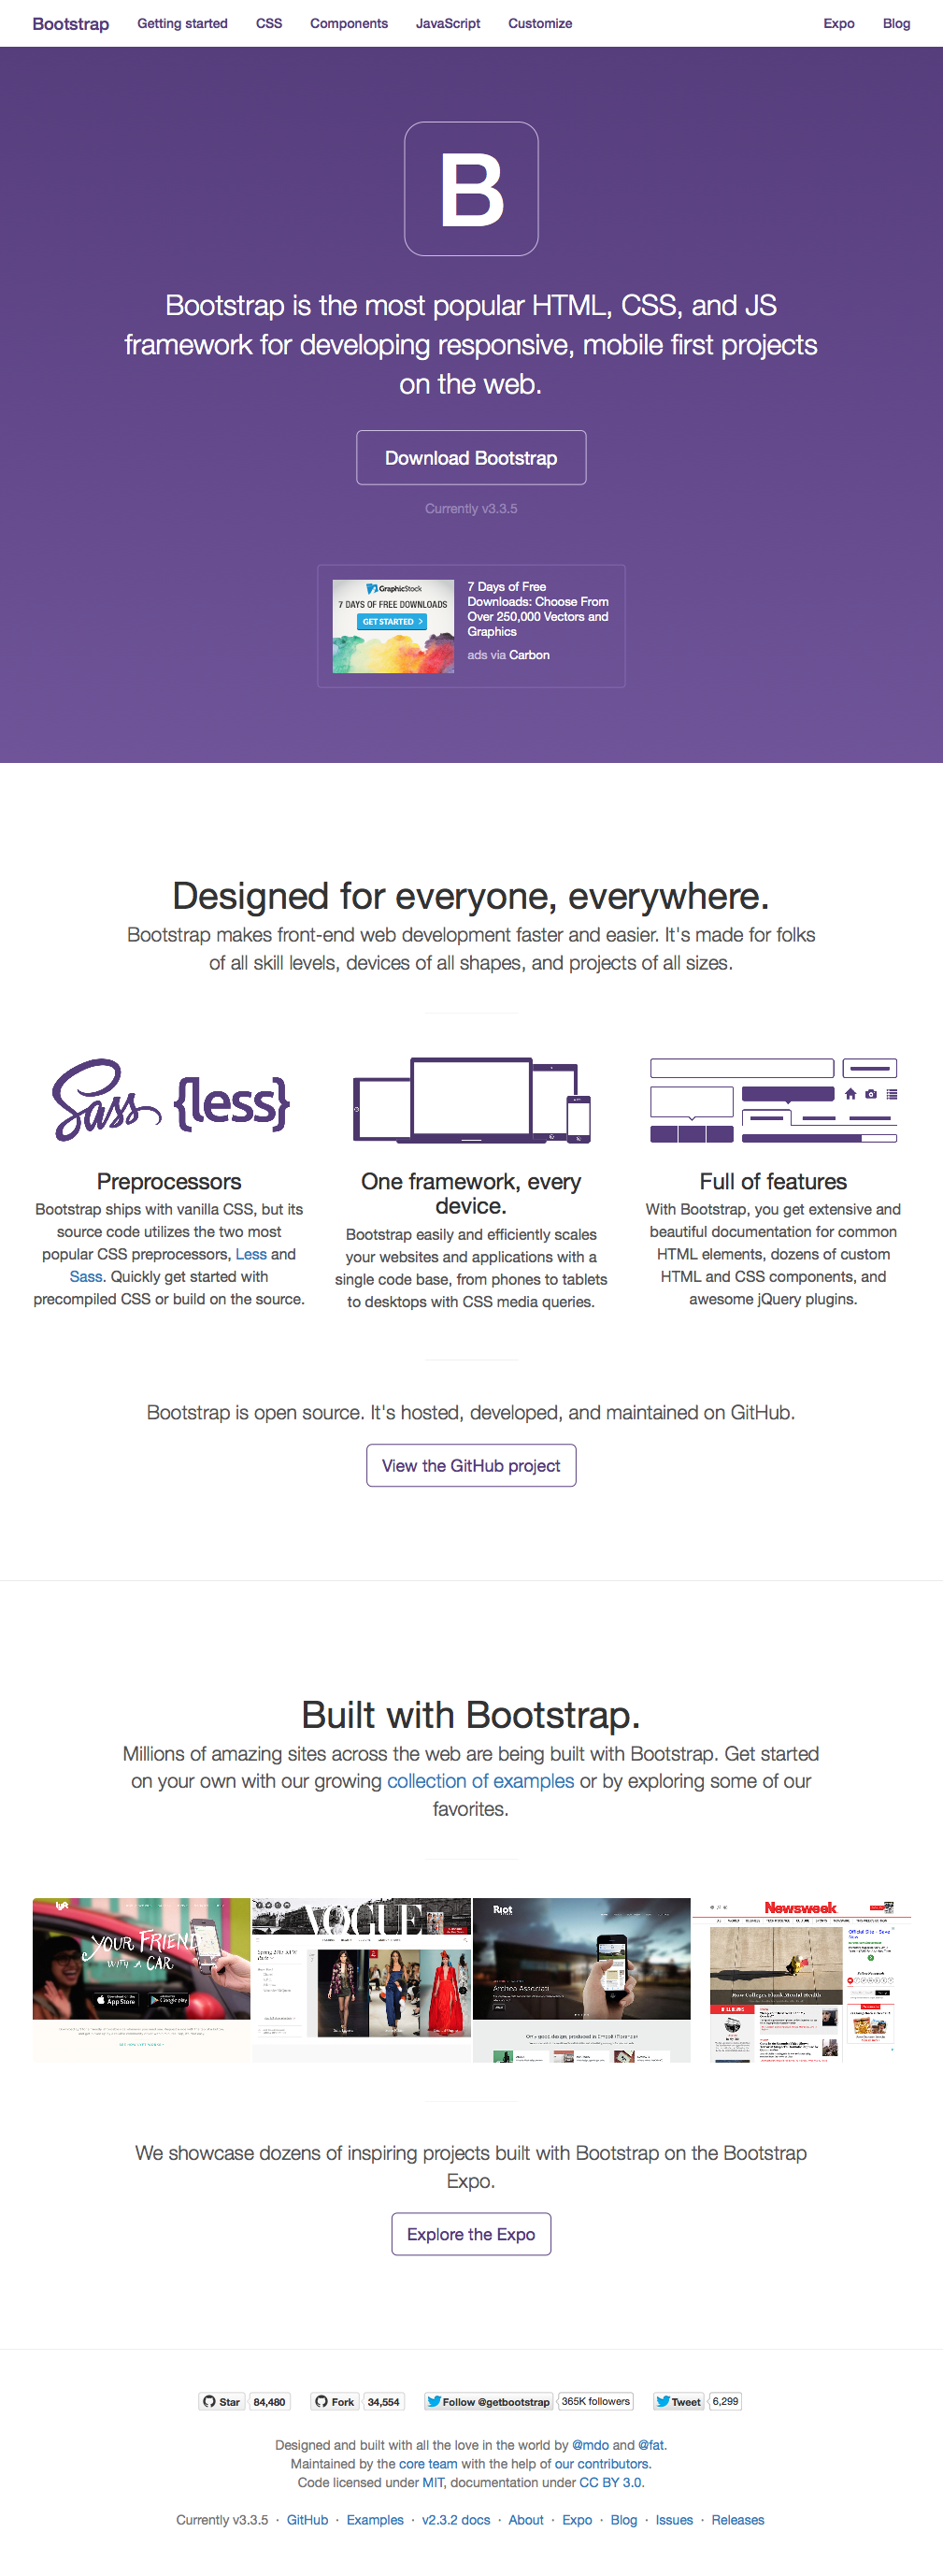 Bootstrap Getting started CSS Components JavaScript Customize Expo Blog
B
Bootstrap is the most popular HTML, CSS, and JS
framework for developing responsive, mobile first projects
on the web.
Download Bootstrap
Currently v3.3.5
GraphicStock
7 DAYS OF FREE DOWNLOADS
GET STARTED >
7 Days of Free
Downloads: Choose From
Over 250,000 Vectors and
Graphics
ads via Carbon
Designed for everyone, everywhere.
Bootstrap makes front-end web development faster and easier. It's made for folks
of all skill levels, devices of all shapes, and projects of all sizes.
Sass {less}
Preprocessors
Bootstrap ships with vanilla CSS, but its
source code utilizes the two most
popular CSS preprocessors, Less and
Sass. Quickly get started with
precompiled CSS or build on the source.
One framework, every
device.
Bootstrap easily and efficiently scales
your websites and applications with a
single code base, from phones to tablets
to desktops with CSS media queries.
Full of features
With Bootstrap, you get extensive and
beautiful documentation for common
HTML elements, dozens of custom
HTML and CSS components, and
awesome jQuery plugins.
Bootstrap is open source. It's hosted, developed, and maintained on GitHub.
View the GitHub project
Built with Bootstrap.
Millions of amazing sites across the web are being built with Bootstrap. Get started
on your own with our growing collection of examples or by exploring some of our
favorites.
YOUR FRIEND
WITH A CAR
App Store
Google play
VOGUE
Riot
Newsweek
We showcase dozens of inspiring projects built with Bootstrap on the Bootstrap
Expo.
Explore the Expo
Star 84,480 Fork 34,554 Follow @getbootstrap 365K followers Tweet 6,299
Designed and built with all the love in the world by @mdo and @fat.
Maintained by the core team with the help of our contributors.
Code licensed under MIT, documentation under CC BY 3.0.
Currently v3.3.5 · GitHub · Examples · v2.3.2 docs · About · Expo · Blog · Issues · Releases